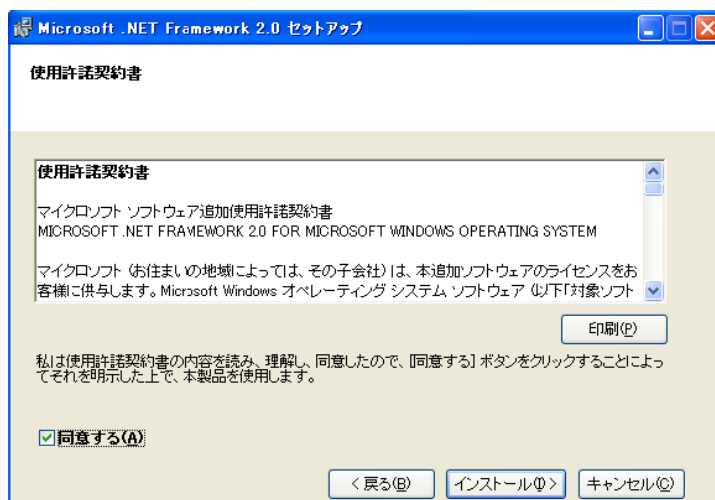 Microsoft .NET Framework 2.0 セットアップ
使用許諾契約書
使用許諾契約書
マイクロソフト ソフトウェア追加使用許諾契約書
MICROSOFT .NET FRAMEWORK 2.0 FOR MICROSOFT WINDOWS OPERATING SYSTEM
マイクロソフト (お住まいの地域によっては、その子会社) は、本追加ソフトウェアのライセンスをお
客様に供与します。Microsoft Windows オペレーティング システム ソフトウェア (以下「対象ソフト
印刷(P)
私は使用許諾契約書の内容を読み、理解し、同意したので、[同意する] ボタンをクリックすることによっ
てそれを明示した上で、本製品を使用します。
同意する(A)
< 戻る(B)
インストール(I) >
キャンセル(C)